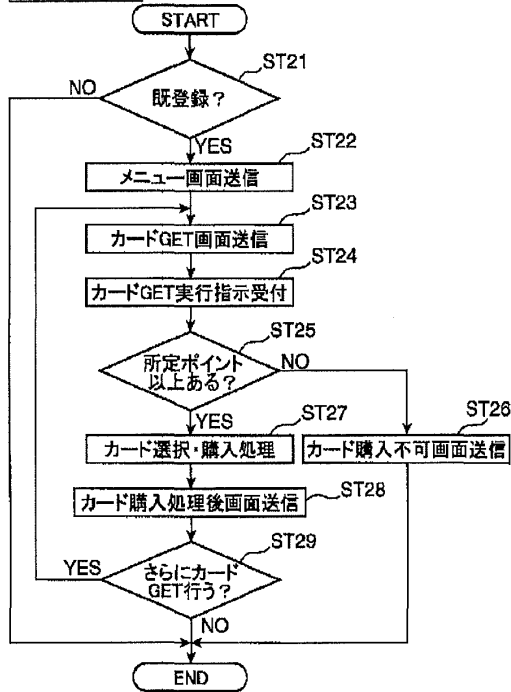 START
ST21
NO
既登録？
YES
ST22
メニュー画面送信
ST23
カードGET画面送信
ST24
カードGET実行指示受付
ST25
所定ポイント
以上ある？
NO
YES
ST27
ST26
カード選択・購入処理
カード購入不可画面送信
カード購入処理後画面送信
ST28
ST29
YES
さらにカード
GET行う？
NO
END